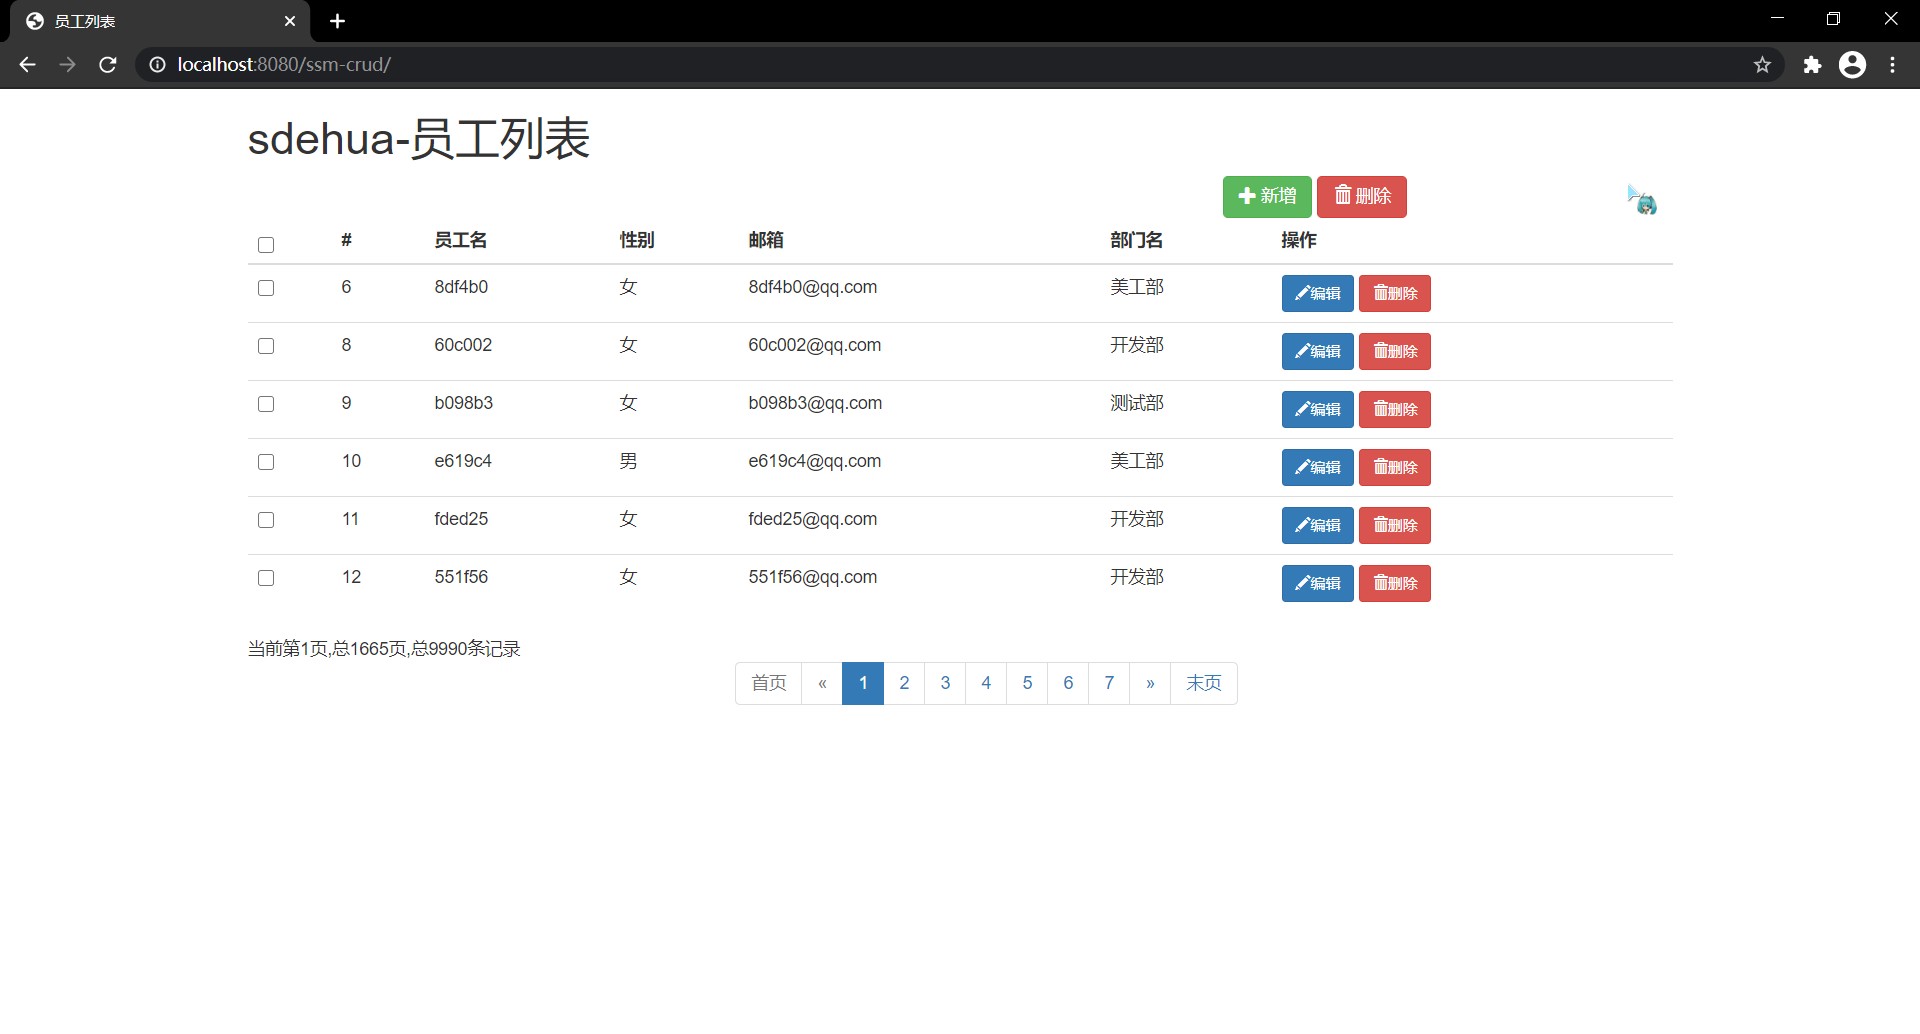 员工列表
localhost:8080/ssm-crud/
sdehua-员工列表
新增 删除
# 员工名 性别 邮箱 部门名 操作
6 8df4b0 女 8df4b0@qq.com 美工部 编辑 删除
8 60c002 女 60c002@qq.com 开发部 编辑 删除
9 b098b3 女 b098b3@qq.com 测试部 编辑 删除
10 e619c4 男 e619c4@qq.com 美工部 编辑 删除
11 fded25 女 fded25@qq.com 开发部 编辑 删除
12 551f56 女 551f56@qq.com 开发部 编辑 删除
当前第1页,总1665页,总9990条记录
首页 « 1 2 3 4 5 6 7 » 末页